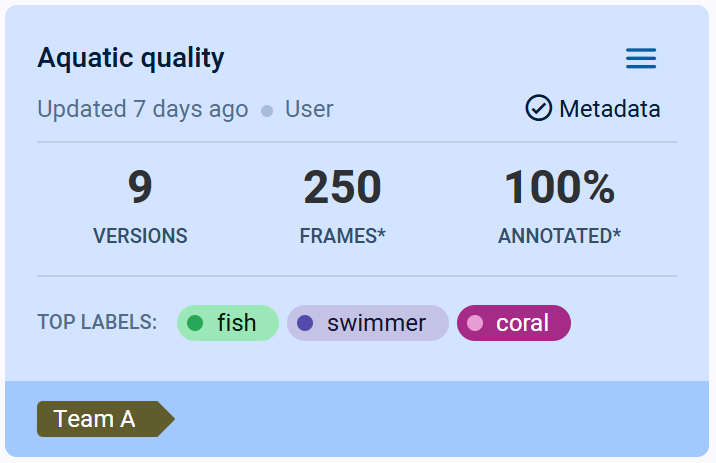 Aquatic quality
Updated 7 days ago User Metadata
9 250 100%
VERSIONS FRAMES* ANNOTATED*
TOP LABELS: fish swimmer coral
Team A